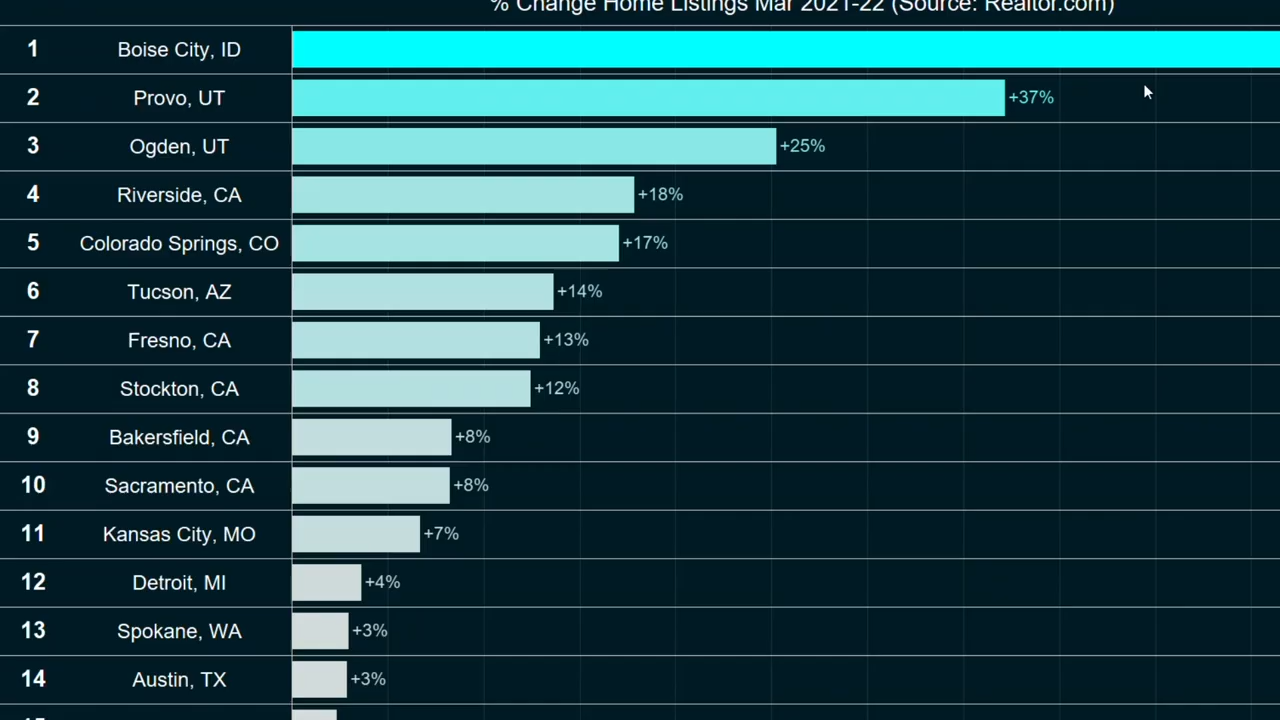 % Change Home Listings Mar 2021-22 (Source: Realtor.com)
1 Boise City, ID
2 Provo, UT +37%
3 Ogden, UT +25%
4 Riverside, CA +18%
5 Colorado Springs, CO +17%
6 Tucson, AZ +14%
7 Fresno, CA +13%
8 Stockton, CA +12%
9 Bakersfield, CA +8%
10 Sacramento, CA +8%
11 Kansas City, MO +7%
12 Detroit, MI +4%
13 Spokane, WA +3%
14 Austin, TX +3%